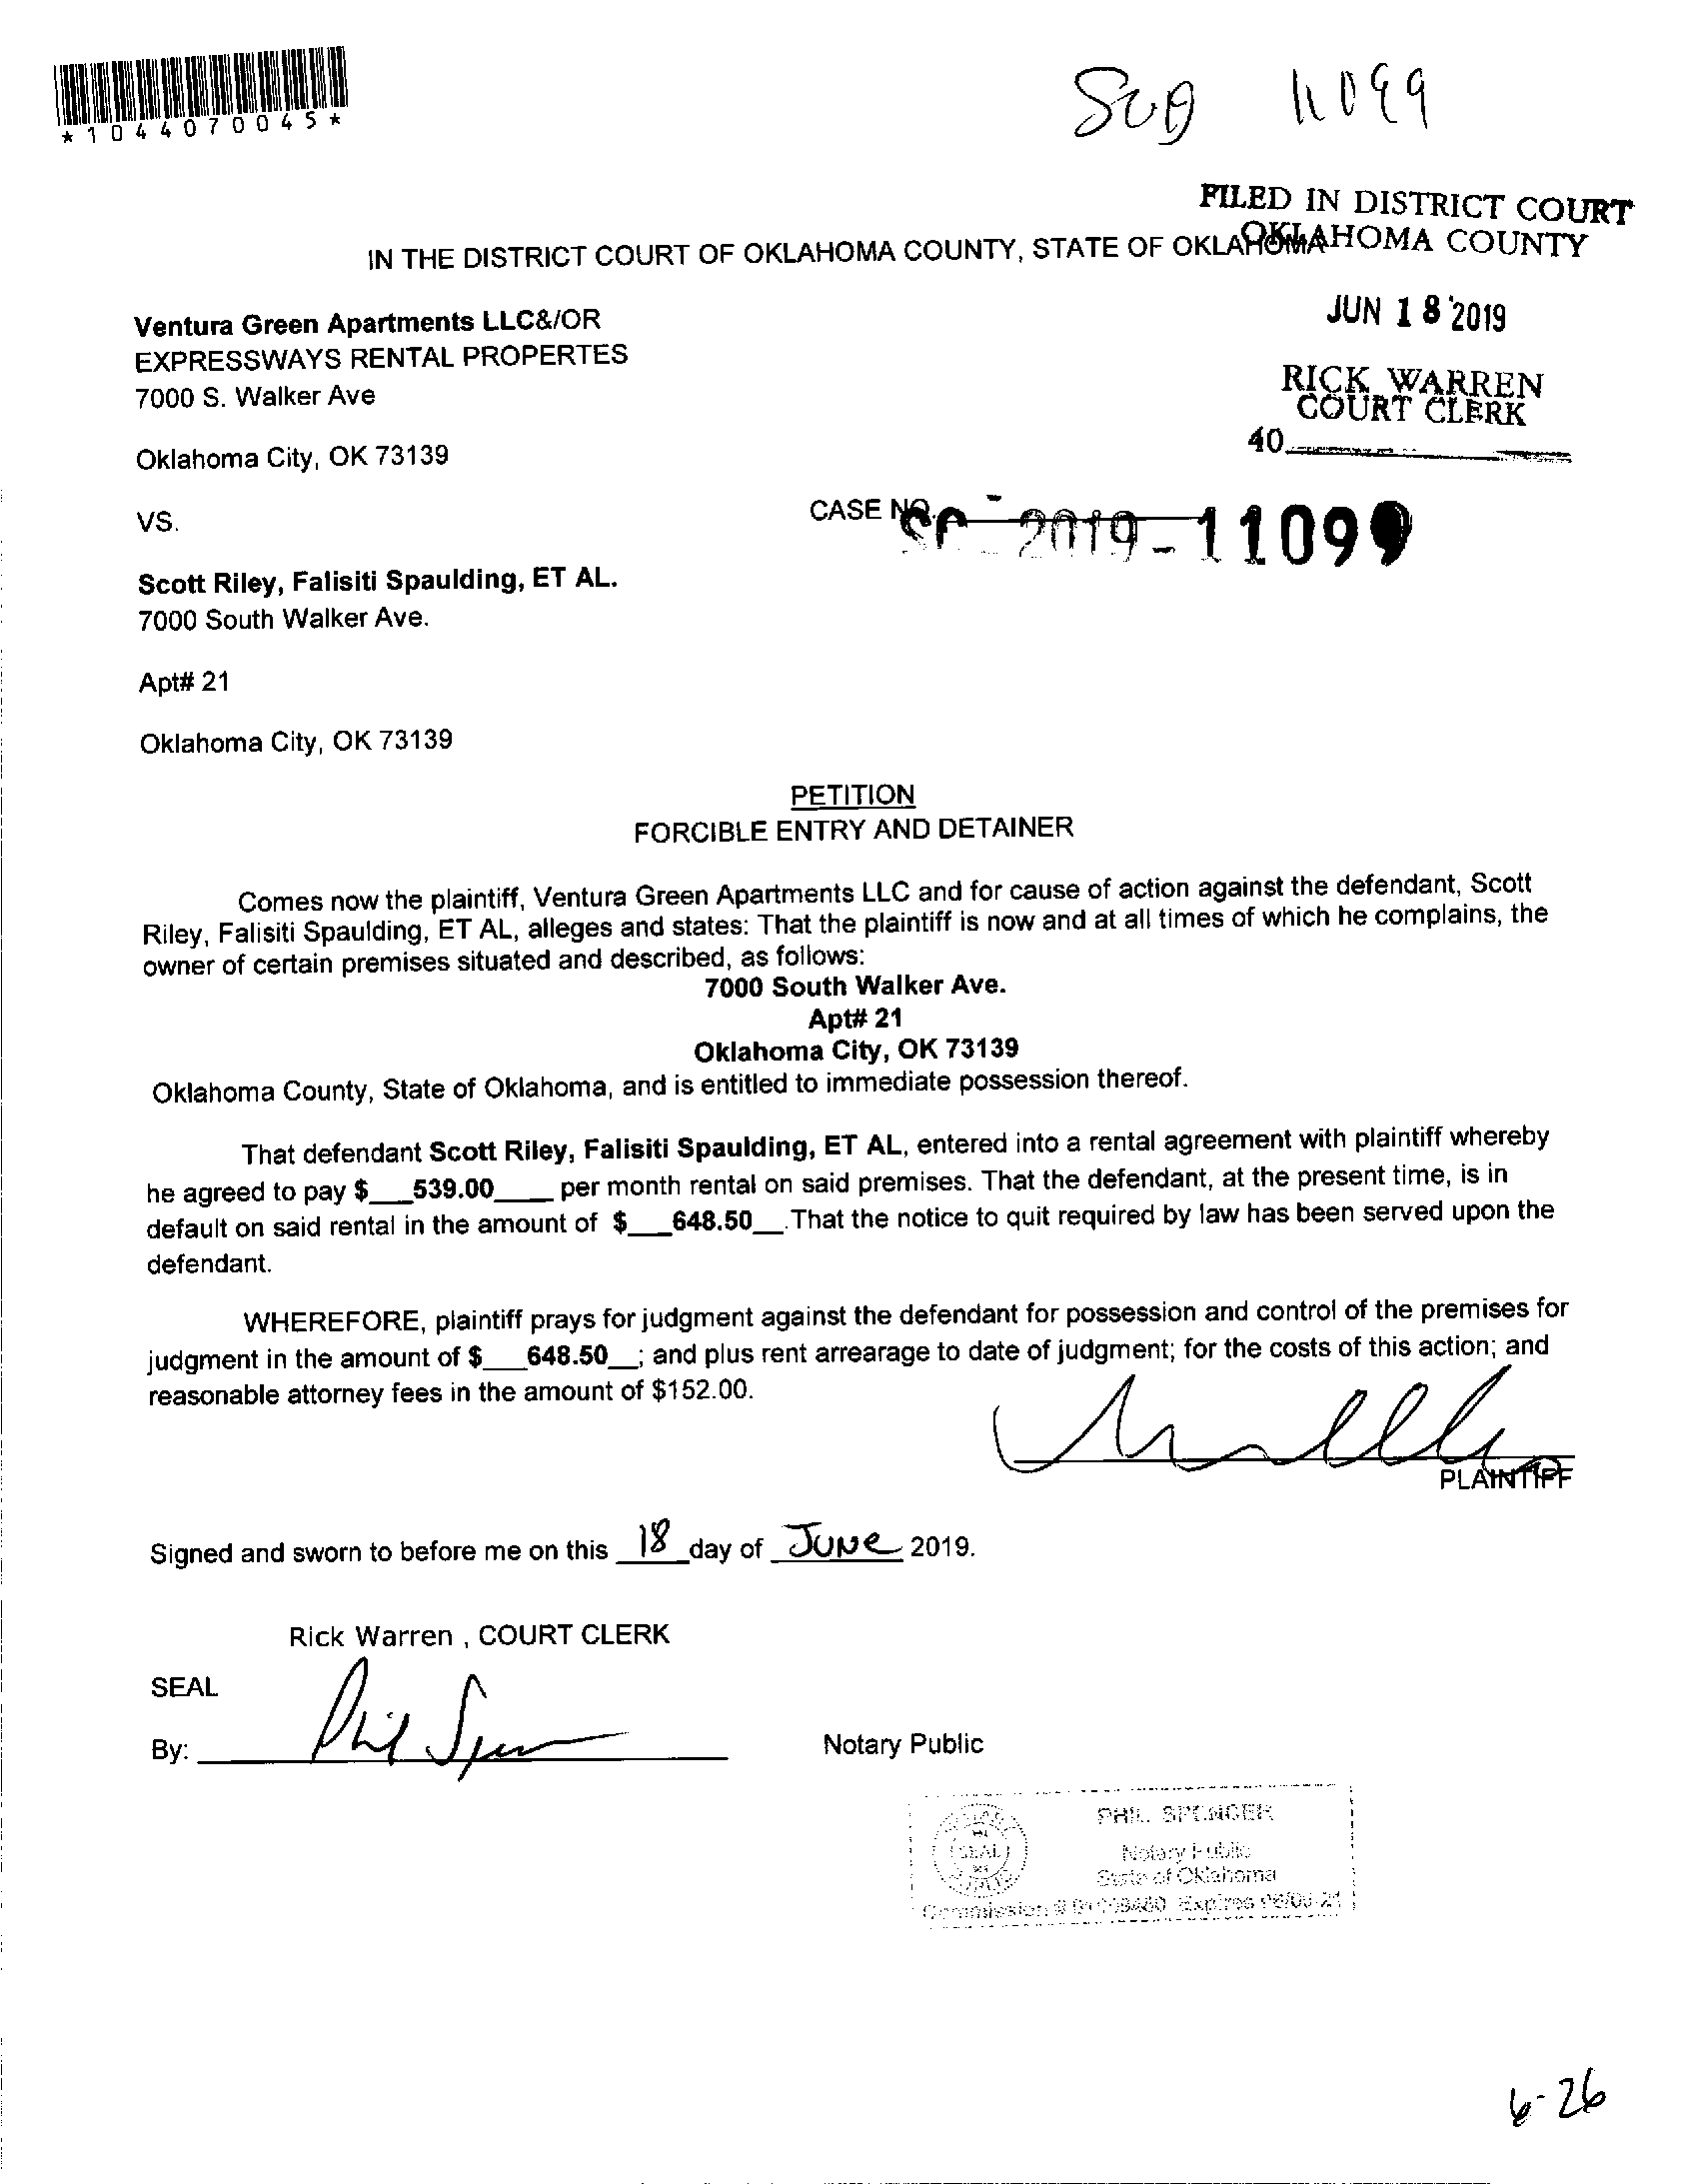 *1044070045*
11099
FILED IN DISTRICT COURT
OKLAHOMA COUNTY
IN THE DISTRICT COURT OF OKLAHOMA COUNTY, STATE OF OKLAHOMA
JUN 18 2019
Ventura Green Apartments LLC&/OR
EXPRESSWAYS RENTAL PROPERTES
7000 S. Walker Ave
RICK WARREN
COURT CLERK
40
Oklahoma City, OK 73139
VS.
CASE NO. SC - 2019 - 11099
Scott Riley, Falisiti Spaulding, ET AL.
7000 South Walker Ave.
Apt# 21
Oklahoma City, OK 73139
PETITION
FORCIBLE ENTRY AND DETAINER
Comes now the plaintiff, Ventura Green Apartments LLC and for cause of action against the defendant, Scott
Riley, Falisiti Spaulding, ET AL, alleges and states: That the plaintiff is now and at all times of which he complains, the
owner of certain premises situated and described, as follows:
7000 South Walker Ave.
Apt# 21
Oklahoma City, OK 73139
Oklahoma County, State of Oklahoma, and is entitled to immediate possession thereof.
That defendant Scott Riley, Falisiti Spaulding, ET AL, entered into a rental agreement with plaintiff whereby
he agreed to pay $___539.00____ per month rental on said premises. That the defendant, at the present time, is in
default on said rental in the amount of $___648.50__.That the notice to quit required by law has been served upon the
defendant.
WHEREFORE, plaintiff prays for judgment against the defendant for possession and control of the premises for
judgment in the amount of $___648.50__; and plus rent arrearage to date of judgment; for the costs of this action; and
reasonable attorney fees in the amount of $152.00.
PLAINTIFF
Signed and sworn to before me on this 18 day of June 2019.
Rick Warren , COURT CLERK
SEAL
By: Phil Spencer
Notary Public
PHIL SPENCER
Notary Public
State of Oklahoma
SEAL
Commission # Expires
6-26